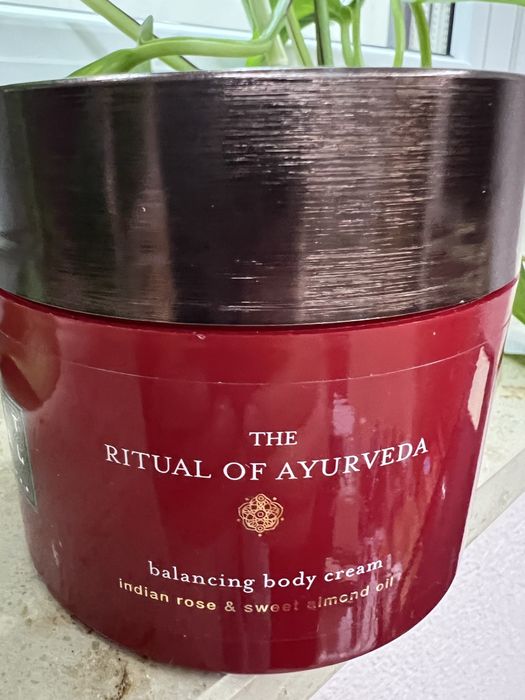 THE
RITUAL OF AYURVEDA
balancing body cream
indian rose & sweet almond oil